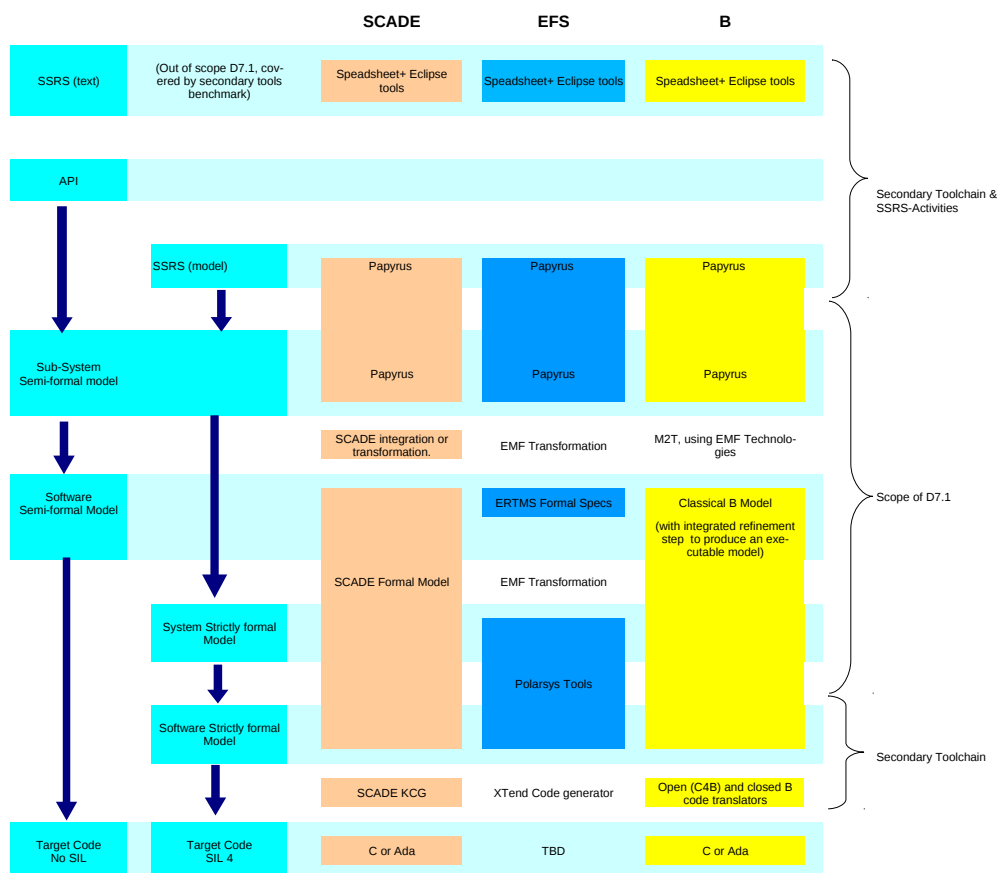 SCADE
EFS
B
SSRS (text)
(Out of scope D7.1, cov-
ered by secondary tools
benchmark)
Speadsheet+ Eclipse
tools
Speadsheet+ Eclipse tools
Speadsheet+ Eclipse tools
API
Secondary Toolchain &
SSRS-Activities
SSRS (model)
Papyrus
Papyrus
Papyrus
Sub-System
Semi-formal model
Papyrus
Papyrus
Papyrus
SCADE integration or
transformation.
EMF Transformation
M2T, using EMF Technolo-
gies
Software
Semi-formal Model
ERTMS Formal Specs
Classical B Model
(with integrated refinement
step to produce an exe-
cutable model)
Scope of D7.1
SCADE Formal Model
EMF Transformation
System Strictly formal
Model
Polarsys Tools
Software Strictly formal
Model
Secondary Toolchain
SCADE KCG
XTend Code generator
Open (C4B) and closed B
code translators
Target Code
No SIL
Target Code
SIL 4
C or Ada
TBD
C or Ada